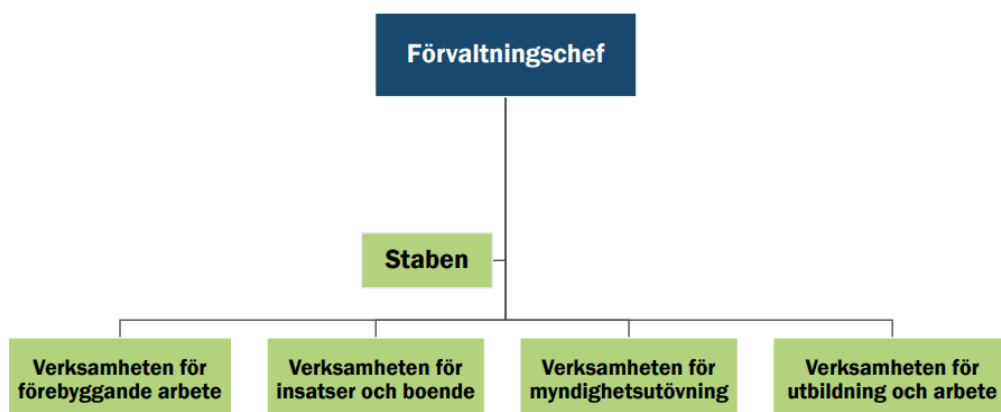 Förvaltningschef
Staben
Verksamheten för
förebyggande arbete
Verksamheten för
insatser och boende
Verksamheten för
myndighetsutövning
Verksamheten för
utbildning och arbete